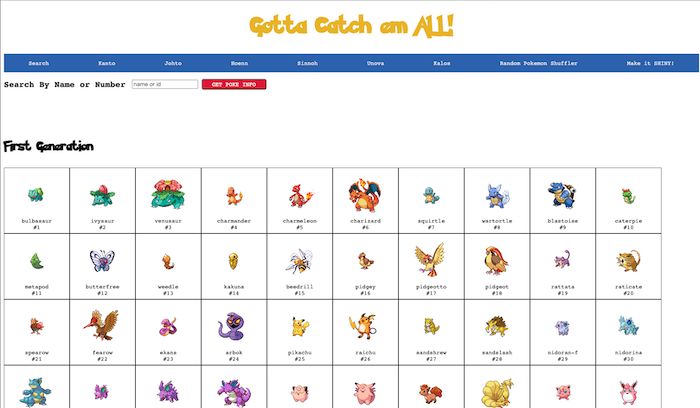 Gotta Catch em ALL!
Search Kanto Johto Hoenn Sinnoh Unova Kalos Random Pokemon Shuffler Make it SHINY!
Search By Name or Number name or id GET POKE INFO
First Generation
bulbasaur ivysaur venusaur charmander charmeleon charizard squirtle wartortle blastoise caterpie
#1 #2 #3 #4 #5 #6 #7 #8 #9 #10
metapod butterfree weedle kakuna beedrill pidgey pidgeotto pidgeot rattata raticate
#11 #12 #13 #14 #15 #16 #17 #18 #19 #20
spearow fearow ekans arbok pikachu raichu sandshrew sandslash nidoran-f nidorina
#21 #22 #23 #24 #25 #26 #27 #28 #29 #30